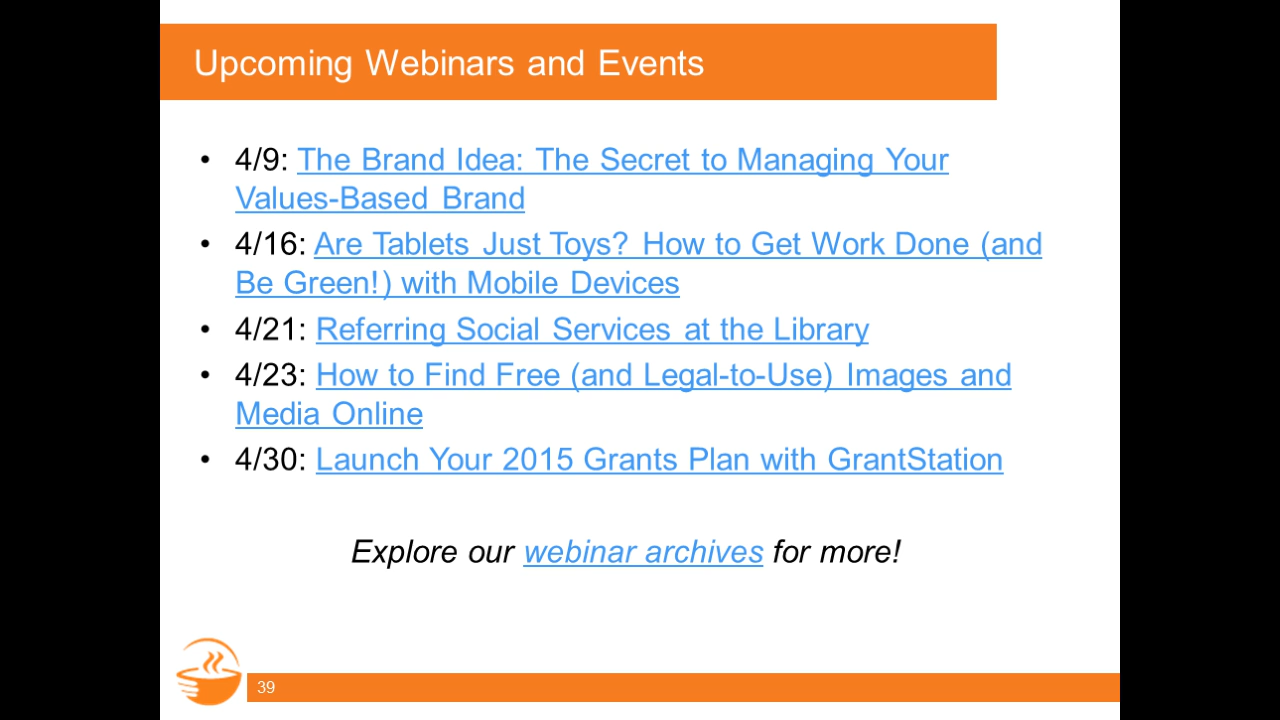 Upcoming Webinars and Events
• 4/9: The Brand Idea: The Secret to Managing Your
Values-Based Brand
• 4/16: Are Tablets Just Toys? How to Get Work Done (and
Be Green!) with Mobile Devices
• 4/21: Referring Social Services at the Library
• 4/23: How to Find Free (and Legal-to-Use) Images and
Media Online
• 4/30: Launch Your 2015 Grants Plan with GrantStation
Explore our webinar archives for more!
39